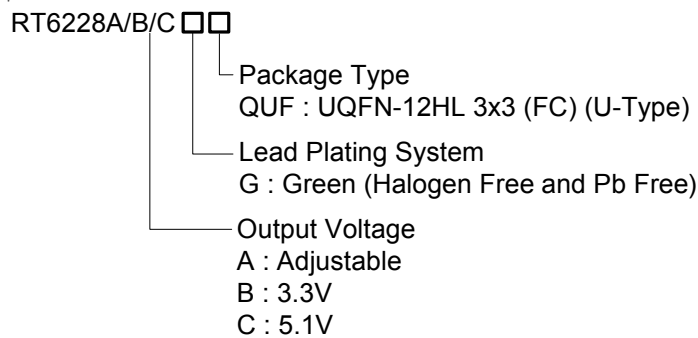 RT6228A/B/C □□
Package Type
QUF : UQFN-12HL 3x3 (FC) (U-Type)
Lead Plating System
G : Green (Halogen Free and Pb Free)
Output Voltage
A : Adjustable
B : 3.3V
C : 5.1V